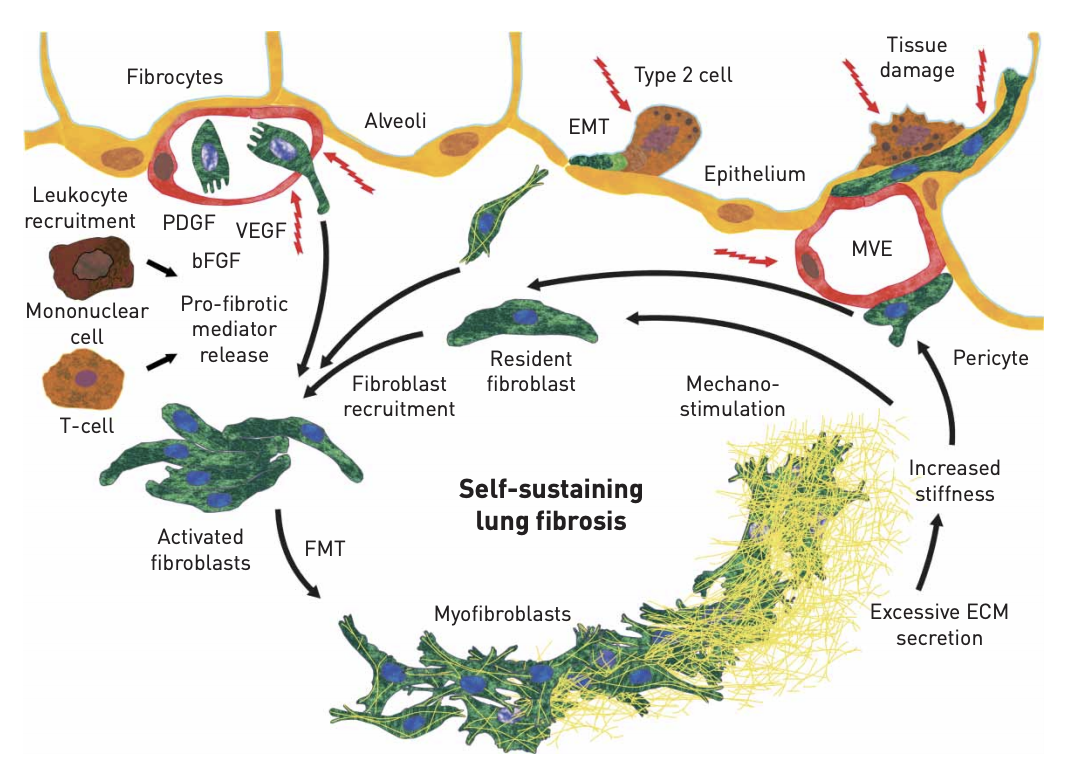 Fibrocytes
Alveoli
EMT
Type 2 cell
Tissue
damage
Epithelium
Leukocyte
recruitment
PDGF
VEGF
bFGF
MVE
Mononuclear
cell
Pro-fibrotic
mediator
release
T-cell
Fibroblast
recruitment
Resident
fibroblast
Mechano-
stimulation
Pericyte
Self-sustaining
lung fibrosis
Increased
stiffness
Activated
fibroblasts
FMT
Myofibroblasts
Excessive ECM
secretion